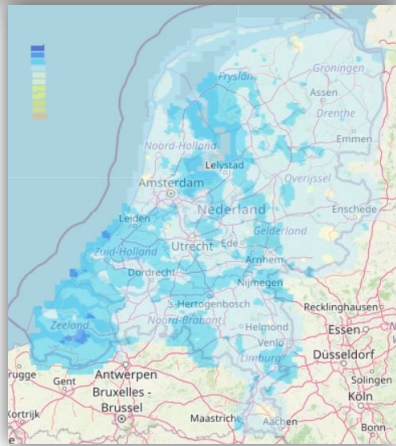 Groningen
Fryslân
Assen
Drenthe
Emmen
Noord-Holland
Lelystad
Overijssel
Amsterdam
Nederland
Enschede
Leiden
Gelderland
Utrecht
Ede
Zuid-Holland
Arnhem
Dordrecht
Nijmegen
's-Hertogenbosch
Recklinghausen
Zeeland
Noord-Brabant
Helmond
Essen
Venlo
Düsseldorf
rugge
Gent
Antwerpen
Limburg
Solingen
Bruxelles -
Brussel
Köln
Kortrijk
Maastricht
Aachen
Bonn